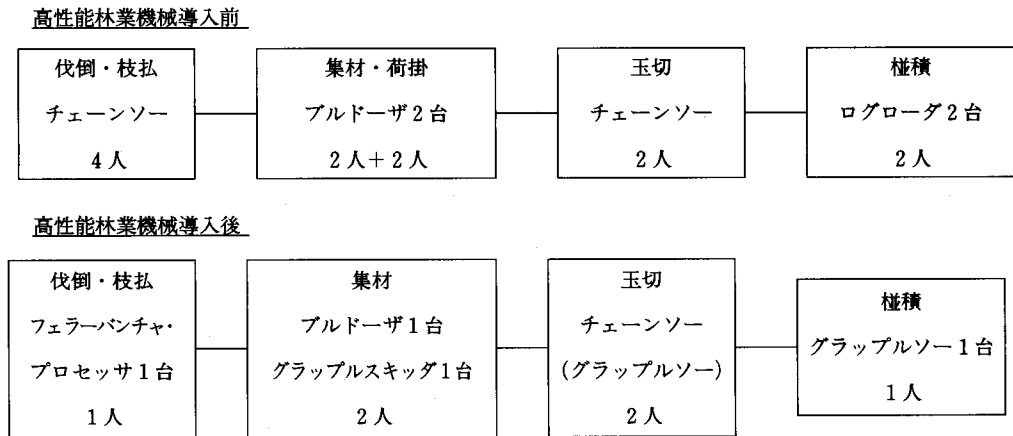 高性能林業機械導入前
伐倒・枝払
チェーンソー
4人
集材・荷掛
ブルドーザ2台
2人+2人
玉切
チェーンソー
2人
椪積
ログローダ2台
2人
高性能林業機械導入後
伐倒・枝払
フェラーバンチャ・
プロセッサ1台
1人
集材
ブルドーザ1台
グラップルスキッダ1台
2人
玉切
チェーンソー
(グラップルソー)
2人
椪積
グラップルソー1台
1人